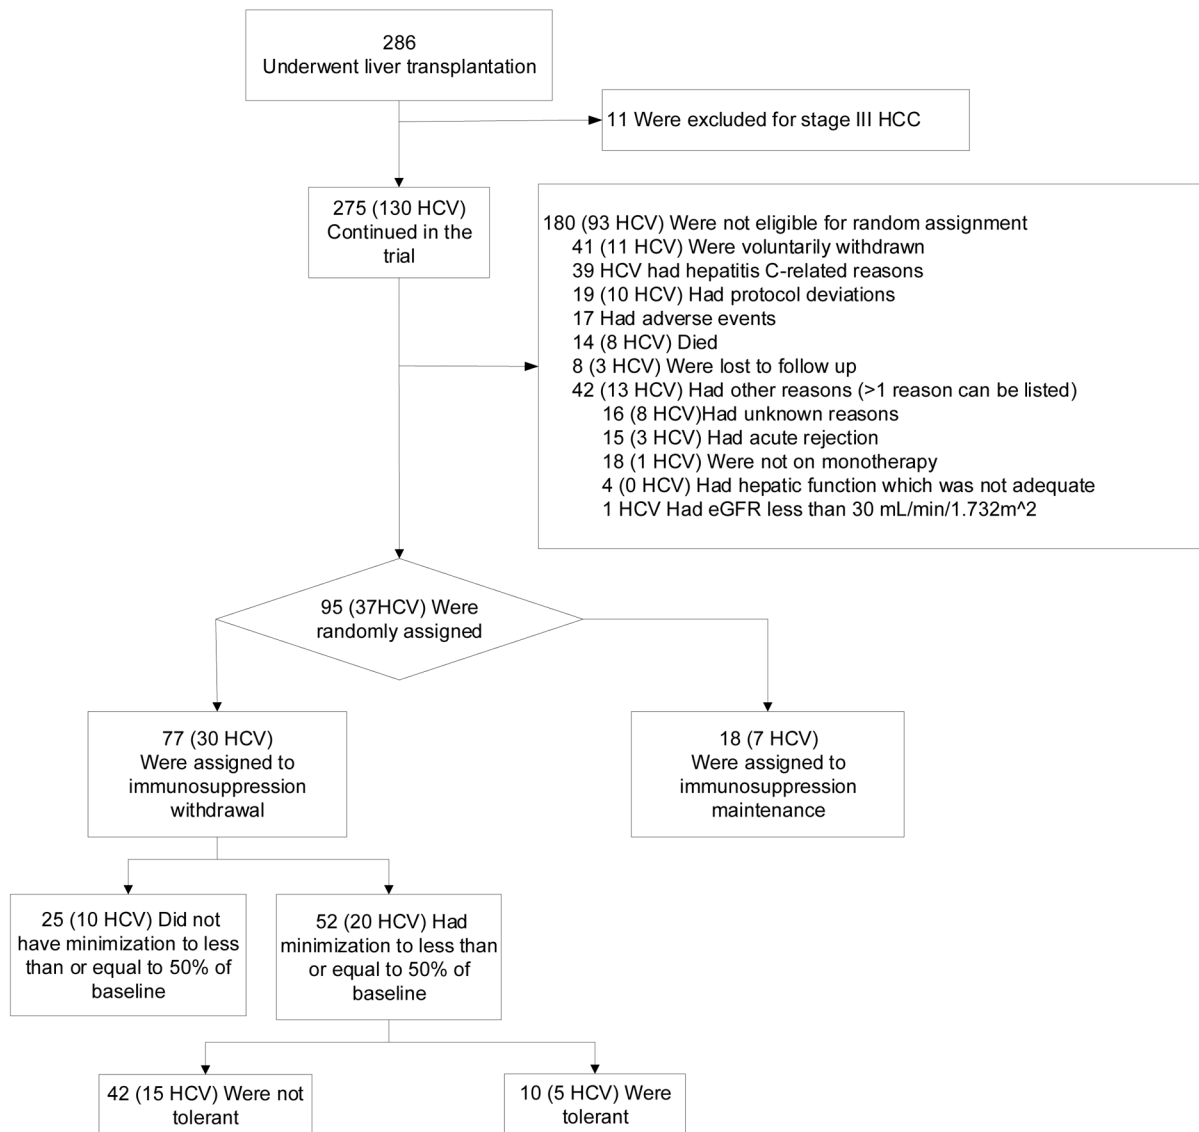 286
Underwent liver transplantation
11 Were excluded for stage III HCC
275 (130 HCV)
Continued in the
trial
180 (93 HCV) Were not eligible for random assignment
41 (11 HCV) Were voluntarily withdrawn
39 HCV had hepatitis C-related reasons
19 (10 HCV) Had protocol deviations
17 Had adverse events
14 (8 HCV) Died
8 (3 HCV) Were lost to follow up
42 (13 HCV) Had other reasons (>1 reason can be listed)
16 (8 HCV)Had unknown reasons
15 (3 HCV) Had acute rejection
18 (1 HCV) Were not on monotherapy
4 (0 HCV) Had hepatic function which was not adequate
1 HCV Had eGFR less than 30 mL/min/1.732m^2
95 (37HCV) Were
randomly assigned
77 (30 HCV)
Were assigned to
immunosuppression
withdrawal
18 (7 HCV)
Were assigned to
immunosuppression
maintenance
25 (10 HCV) Did not
have minimization to less
than or equal to 50% of
baseline
52 (20 HCV) Had
minimization to less than
or equal to 50% of
baseline
42 (15 HCV) Were not
tolerant
10 (5 HCV) Were
tolerant